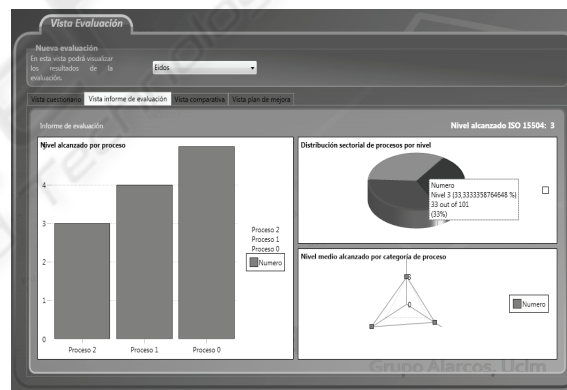 Vista Evaluación
Nueva evaluación
En esta vista podrá visualizar
los resultados de la
evaluación.
Eidos
Vista cuestionario Vista informe de evaluación Vista comparativa Vista plan de mejora
Informe de evaluación
Nivel alcanzado ISO 15504: 3
Nivel alcanzado por proceso
5
4
3
2
1
0
Proceso 2 Proceso 1 Proceso 0
Proceso 2
Proceso 1
Proceso 0
Numero
Distribución sectorial de procesos por nivel
Numero
Nivel 3 (33,3333358764648 %)
33 out of 101
(33%)
Nivel medio alcanzado por categoría de proceso
3
0
Numero
Grupo Alarcos, Uclm